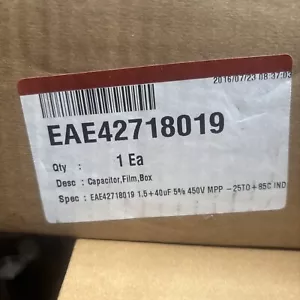 2016/07/23 08:37:03
EAE42718019
Qty : 1 Ea
Desc : Capacitor,Film,Box
Spec : EAE42718019 1.5+40uF 5% 450V MPP -25TO+85C IND